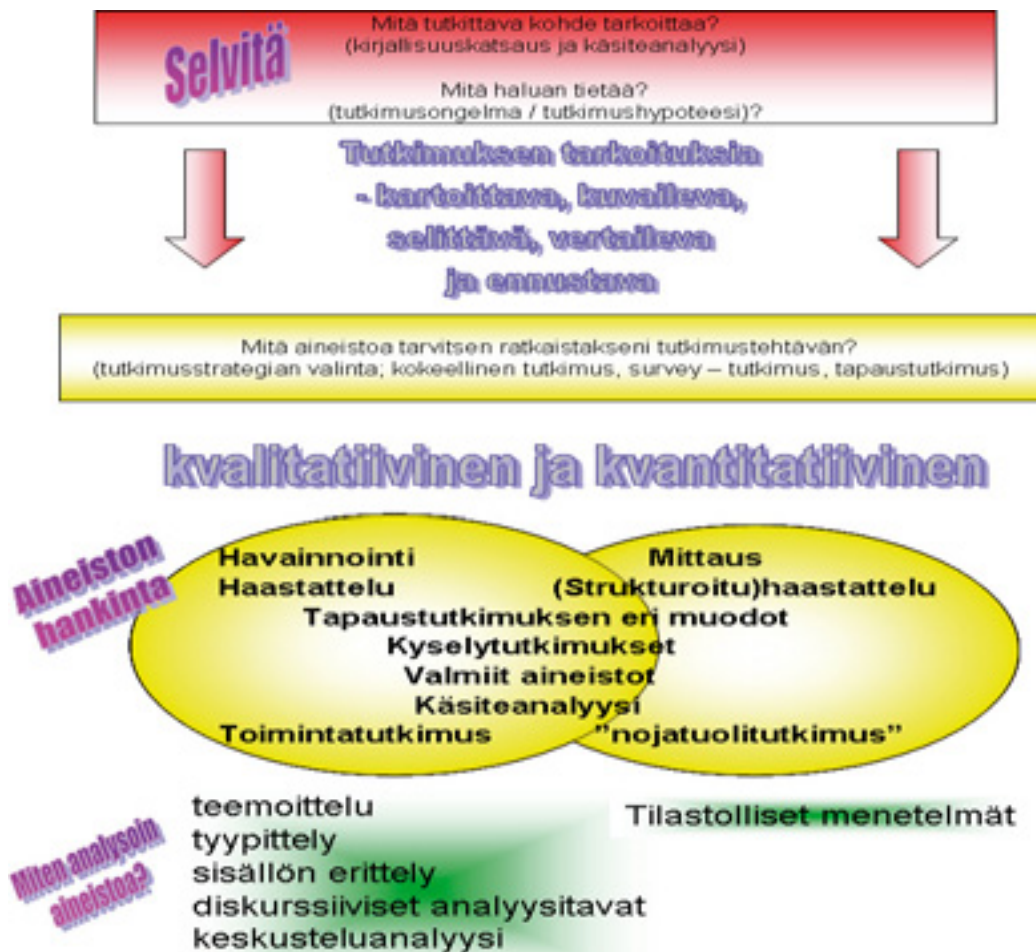 Selvitä
Mitä tutkittava kohde tarkoittaa?
(kirjallisuuskatsaus ja käsiteanalyysi)
Mitä haluan tietää?
(tutkimusongelma / tutkimushypoteesi)?
Tutkimuksen tarkoituksia
- kartoittava, kuvaileva,
selittävä, vertaileva
ja ennustava
Mitä aineistoa tarvitsen ratkaistakseni tutkimustehtävän?
(tutkimusstrategian valinta; kokeellinen tutkimus, survey – tutkimus, tapaustutkimus)
kvalitatiivinen ja kvantitatiivinen
Aineiston
hankinta
Havainnointi Mittaus
Haastattelu (Strukturoitu)haastattelu
Tapaustutkimuksen eri muodot
Kyselytutkimukset
Valmiit aineistot
Käsiteanalyysi
Toimintatutkimus ”nojatuolitutkimus”
Miten analysoin
aineistoa?
teemoittelu Tilastolliset menetelmät
tyypittely
sisällön erittely
diskurssiiviset analyysitavat
keskusteluanalyysi